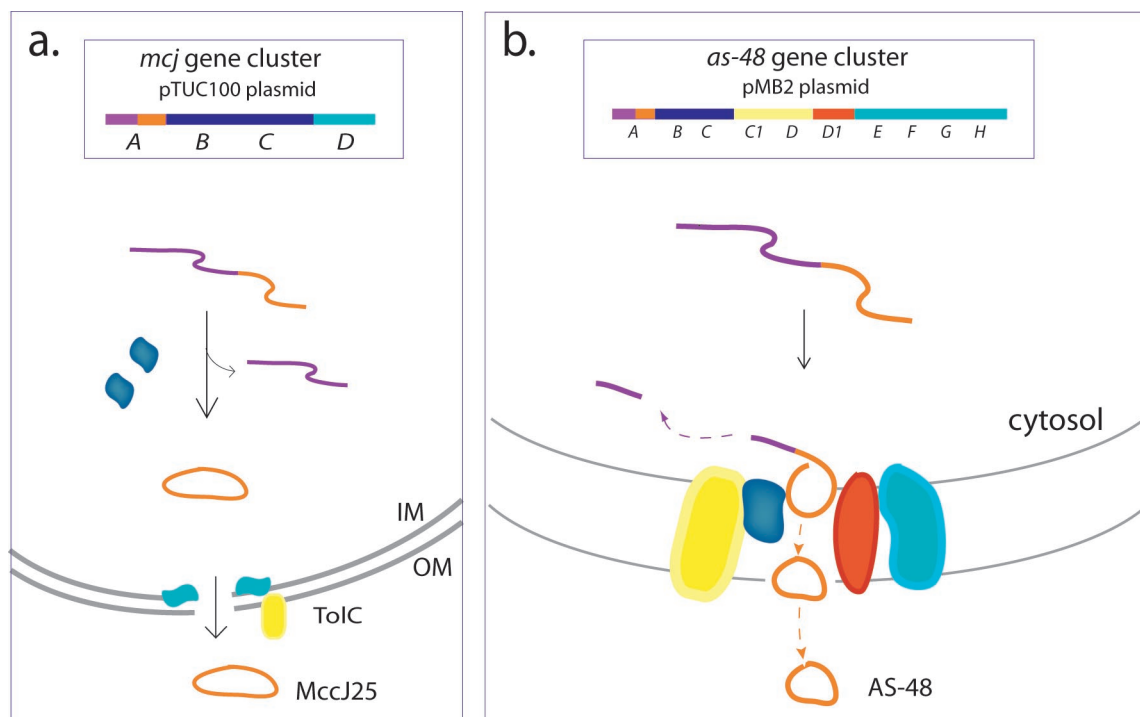 a.
mcj gene cluster
pTUC100 plasmid
A B C D
IM
OM
TolC
MccJ25
b.
as-48 gene cluster
pMB2 plasmid
A B C C1 D D1 E F G H
cytosol
AS-48